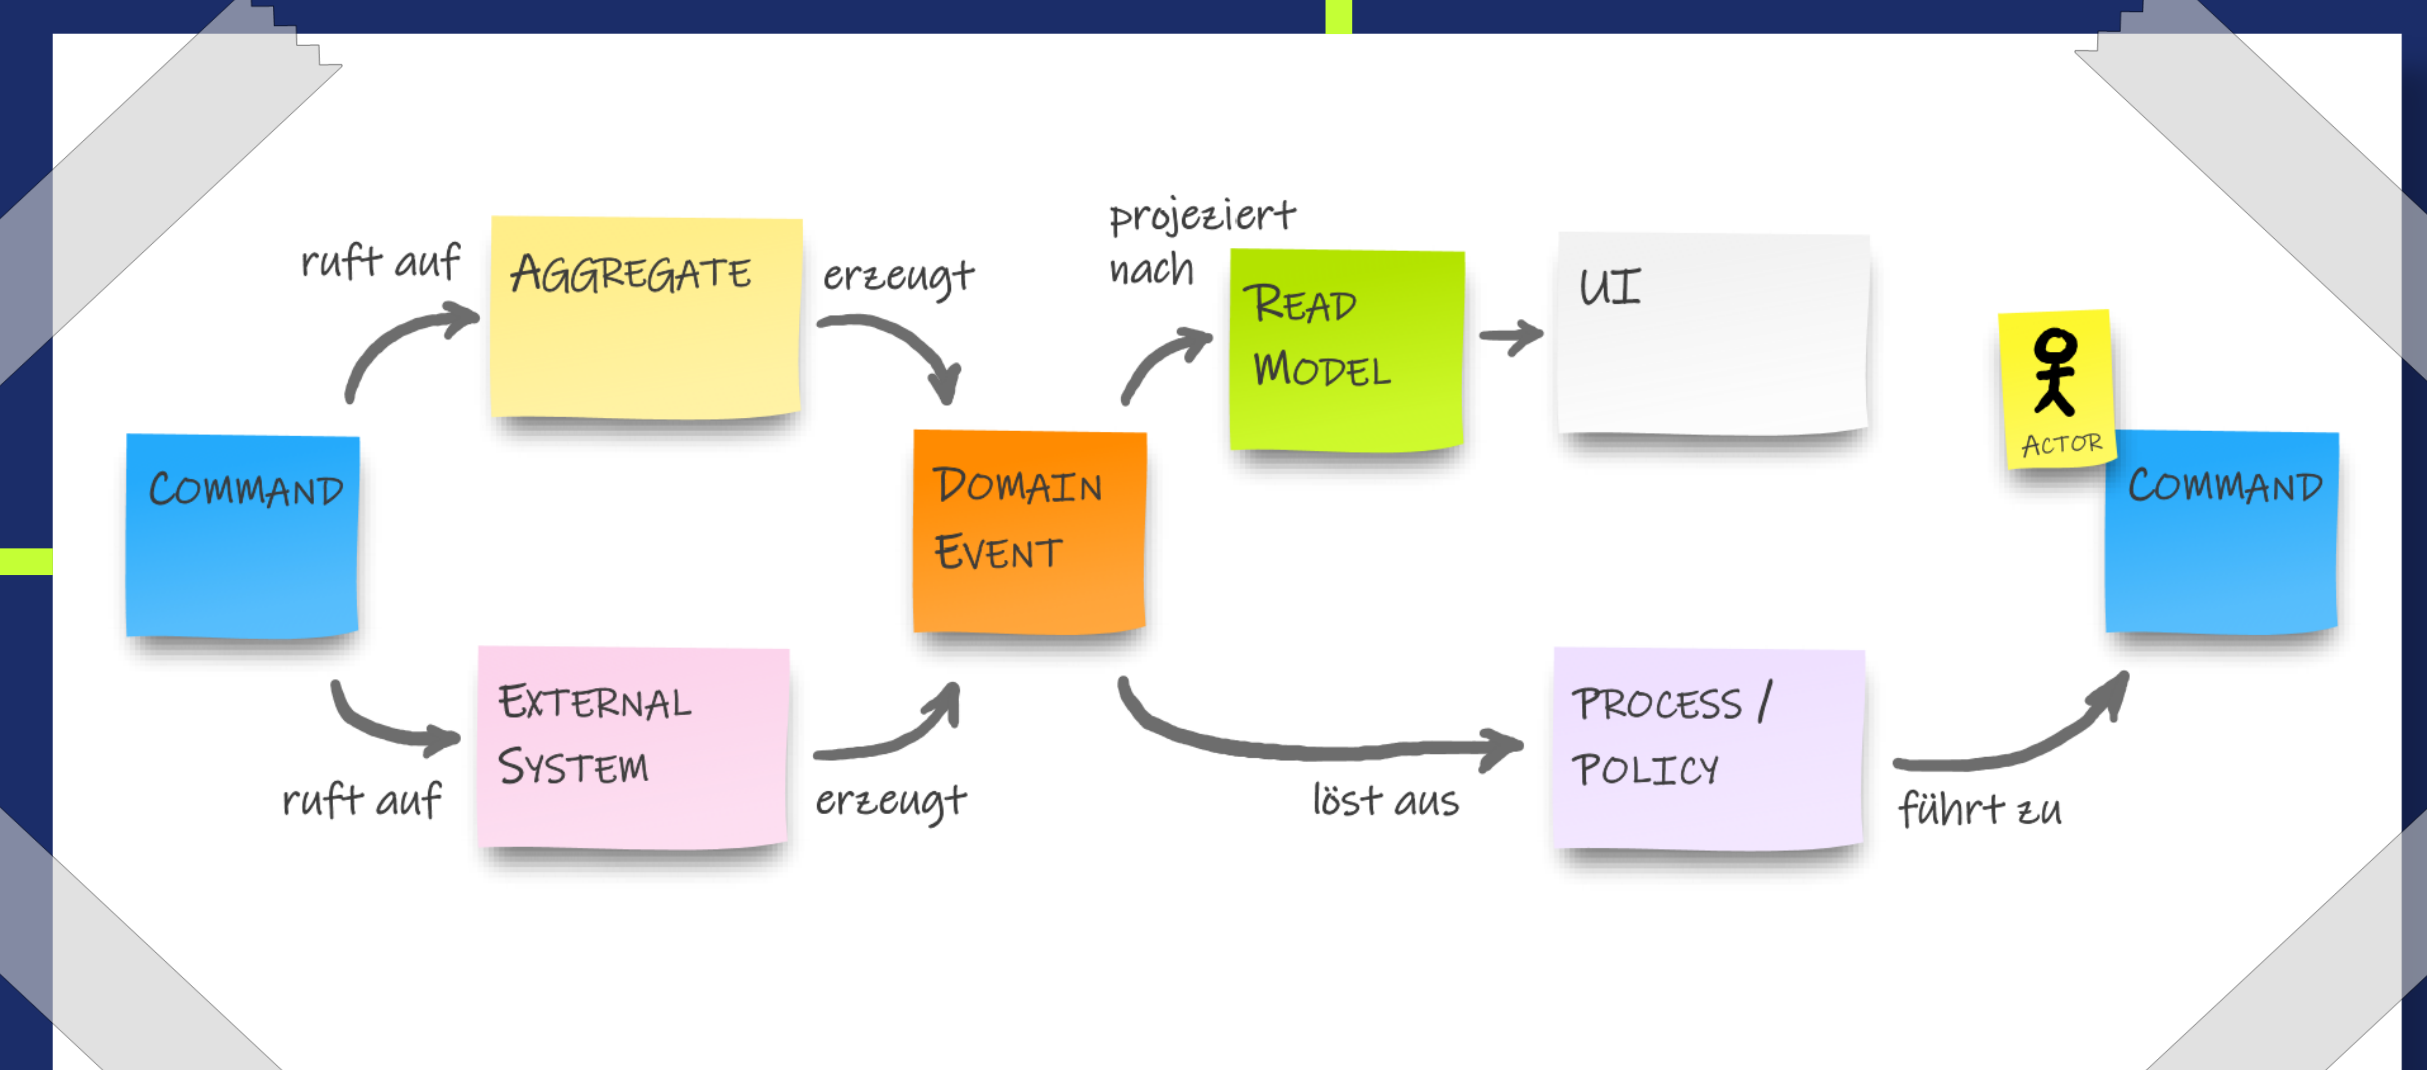 projeziert
nach
ruft auf
AGGREGATE
erzeugt
READ
MODEL
UI
ACTOR
COMMAND
DOMAIN
EVENT
COMMAND
EXTERNAL
SYSTEM
PROCESS /
POLICY
ruft auf
erzeugt
löst aus
führt zu